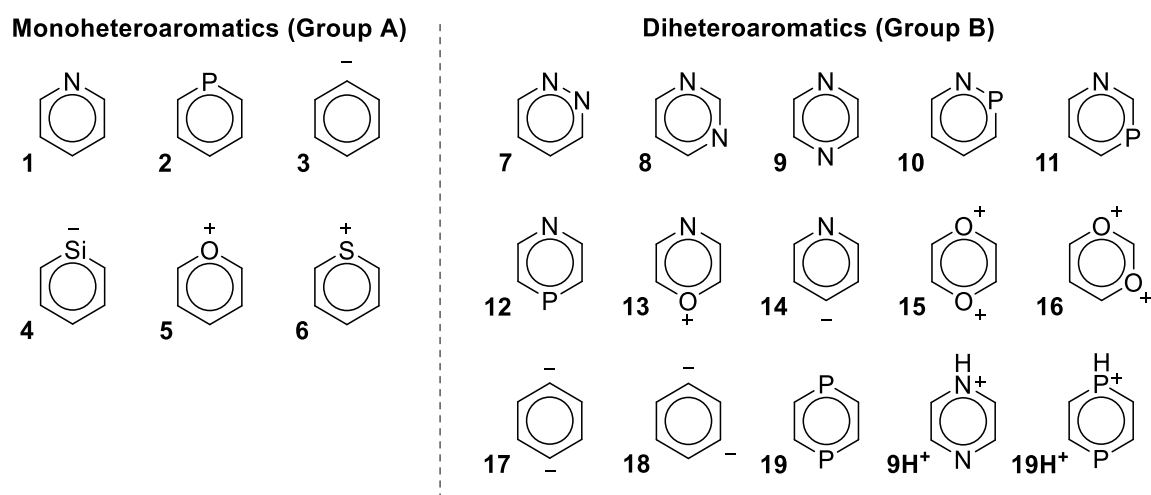 Monoheteroaromatics (Group A)
N
1
P
2
−
3
− Si
4
+ O
5
+ S
6
Diheteroaromatics (Group B)
N N
7
N N
8
N N
9
N P
10
N P
11
N P
12
N O +
13
N −
14
O + O +
15
O + O +
16
− −
17
− −
18
P P
19
H N + N
9H+
H P + P
19H+